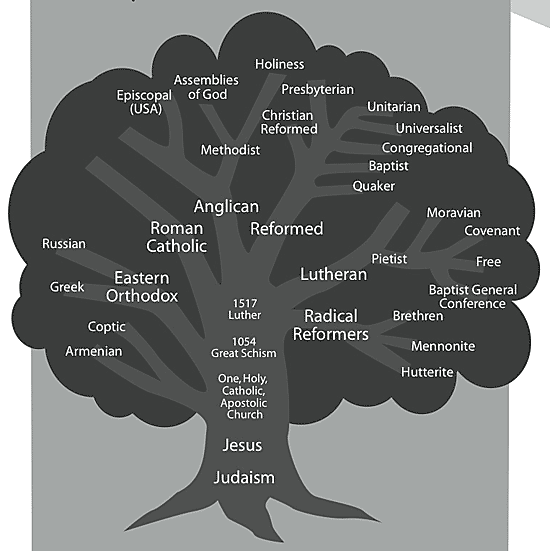 Holiness
Assemblies
of God
Presbyterian
Episcopal
(USA)
Unitarian
Christian
Reformed
Universalist
Methodist
Congregational
Baptist
Quaker
Anglican
Moravian
Roman
Catholic
Reformed
Covenant
Russian
Pietist
Free
Lutheran
Eastern
Orthodox
Greek
Baptist General
Conference
1517
Luther
Radical
Reformers
Brethren
Coptic
1054
Great Schism
Mennonite
Armenian
Hutterite
One, Holy,
Catholic,
Apostolic
Church
Jesus
Judaism